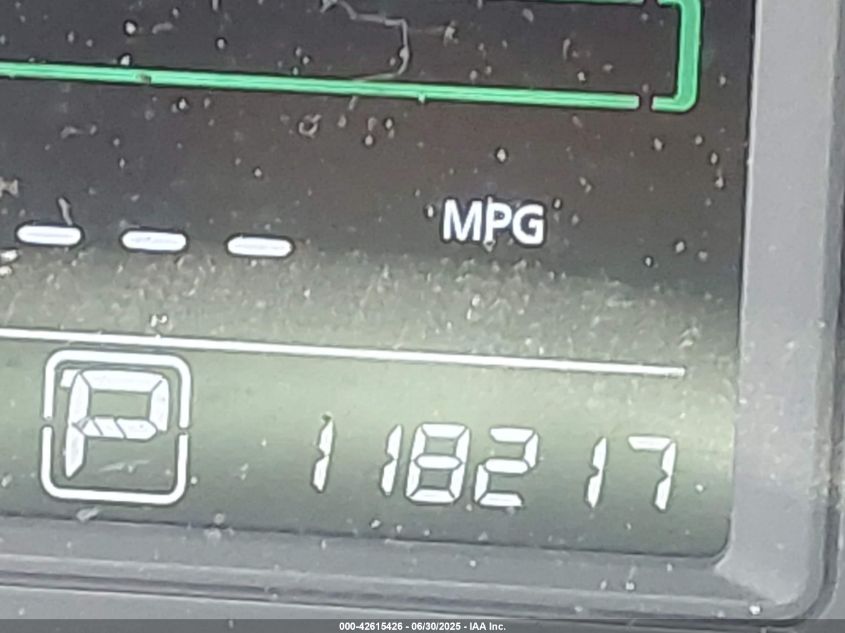 - - - MPG
P 118217
000-42615426 - 06/30/2025 - IAA Inc.